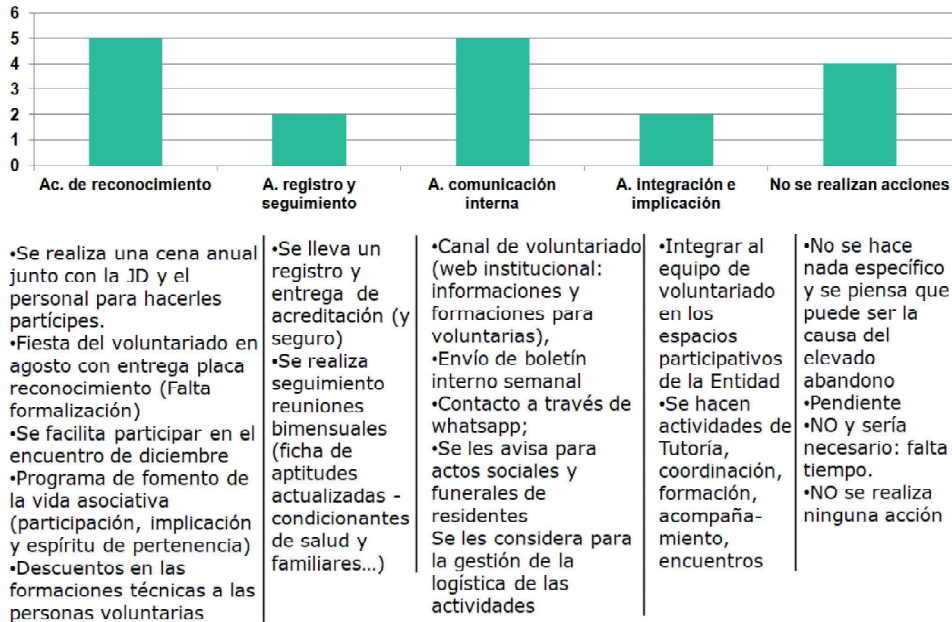 6
5
4
3
2
1
0
Ac. de reconocimiento
A. registro y
seguimiento
A. comunicación
interna
A. integración e
implicación
No se realizan acciones
•Se realiza una cena anual
junto con la JD y el
personal para hacerles
partícipes.
•Fiesta del voluntariado en
agosto con entrega placa
reconocimiento (Falta
formalización)
•Se facilita participar en el
encuentro de diciembre
•Programa de fomento de
la vida asociativa
(participación, implicación
y espíritu de pertenencia)
•Descuentos en las
formaciones técnicas a las
personas voluntarias
•Se lleva un
registro y
entrega de
acreditación (y
seguro)
•Se realiza
seguimiento
reuniones
bimensuales
(ficha de
aptitudes
actualizadas -
condicionantes
de salud y
familiares...)
•Canal de voluntariado
(web institucional:
informaciones y
formaciones para
voluntarias),
•Envío de boletín
interno semanal
•Contacto a través de
whatsapp;
•Se les avisa para
actos sociales y
funerales de
residentes
Se les considera para
la gestión de la
logística de las
actividades
•Integrar al
equipo de
voluntariado
en los
espacios
participativos
de la Entidad
•Se hacen
actividades de
Tutoría,
coordinación,
formación,
acompaña-
miento,
encuentros
•No se hace
nada específico
y se piensa que
puede ser la
causa del
elevado
abandono
•Pendiente
•NO y sería
necesario: falta
tiempo.
•NO se realiza
ninguna acción